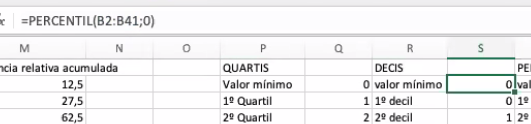 =PERCENTIL(B2:B41;0)
M N O P Q R S
ncia relativa acumulada QUARTIS DECIS PE
12,5 Valor mínimo 0 valor mínimo 0 val
27,5 1º Quartil 1 1º decil 0 1º
62,5 2º Quartil 2 2º decil 1 2º